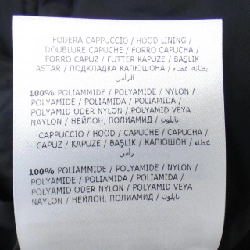 FODERA CAPPUCCIO / HOOD LINING /
DOUBLURE CAPUCHE / FORRO CAPUCHA /
FORRO CAPUZ / FUTTER KAPUZE / BAŞLIK
ASTAR / ПОДКЛАДКА КАПЮШОНА /
100% POLIAMMIDE / POLYAMIDE / NYLON /
POLYAMIDE / POLIAMIDA / POLIAMIDA /
POLYAMID ODER NYLON / POLYAMID VEYA
NAYLON / НЕЙЛОН, ПОЛИАМИД / نايلون
CAPPUCCIO / HOOD / CAPUCHE / CAPUCHA /
CAPUZ / KAPUZE / BAŞLIK / КАПЮШОН /
100% POLIAMMIDE / POLYAMIDE / NYLON /
POLYAMIDE / POLIAMIDA / POLIAMIDA /
POLYAMID ODER NYLON / POLYAMID VEYA
NAYLON / НЕЙЛОН, ПОЛИАМИД / نايلون